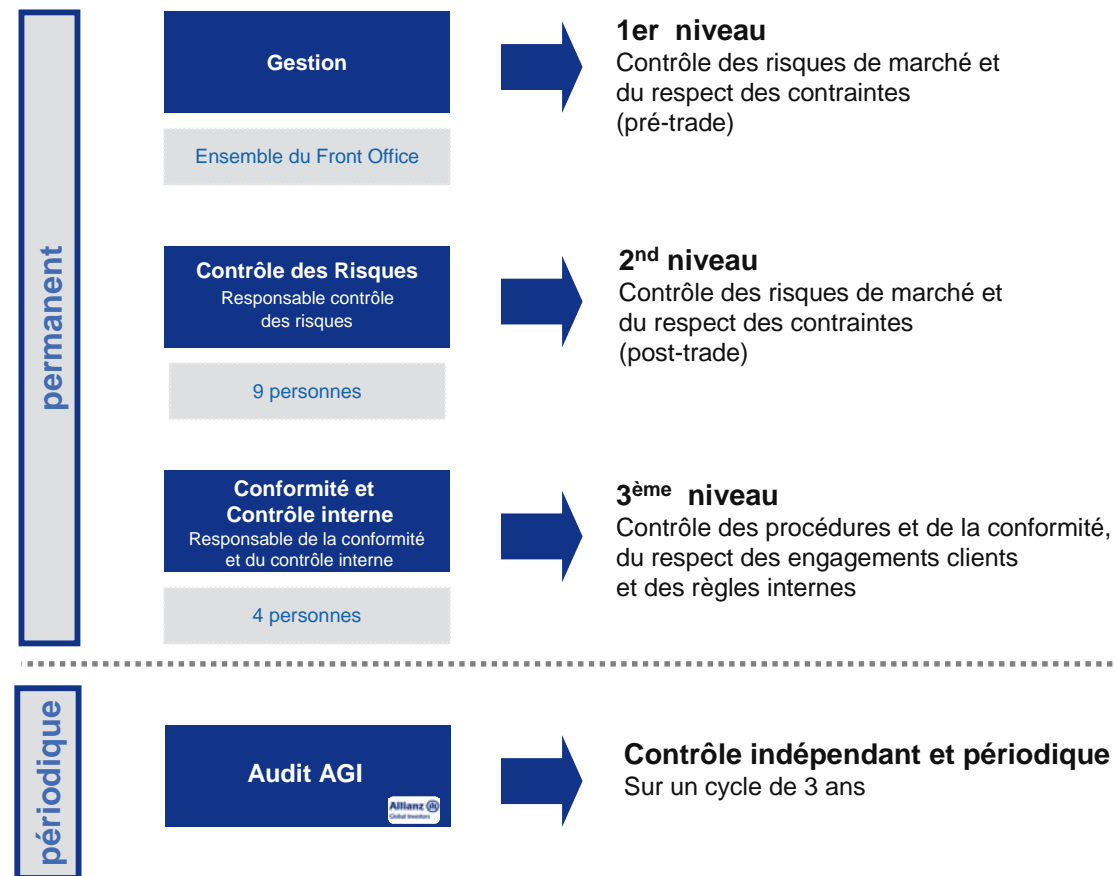 permanent
Gestion
Ensemble du Front Office
1er niveau
Contrôle des risques de marché et
du respect des contraintes
(pré-trade)
Contrôle des Risques
Responsable contrôle
des risques
9 personnes
2nd niveau
Contrôle des risques de marché et
du respect des contraintes
(post-trade)
Conformité et
Contrôle interne
Responsable de la conformité
et du contrôle interne
4 personnes
3ème niveau
Contrôle des procédures et de la conformité,
du respect des engagements clients
et des règles internes
périodique
Audit AGI
Allianz
Global Investors
Contrôle indépendant et périodique
Sur un cycle de 3 ans